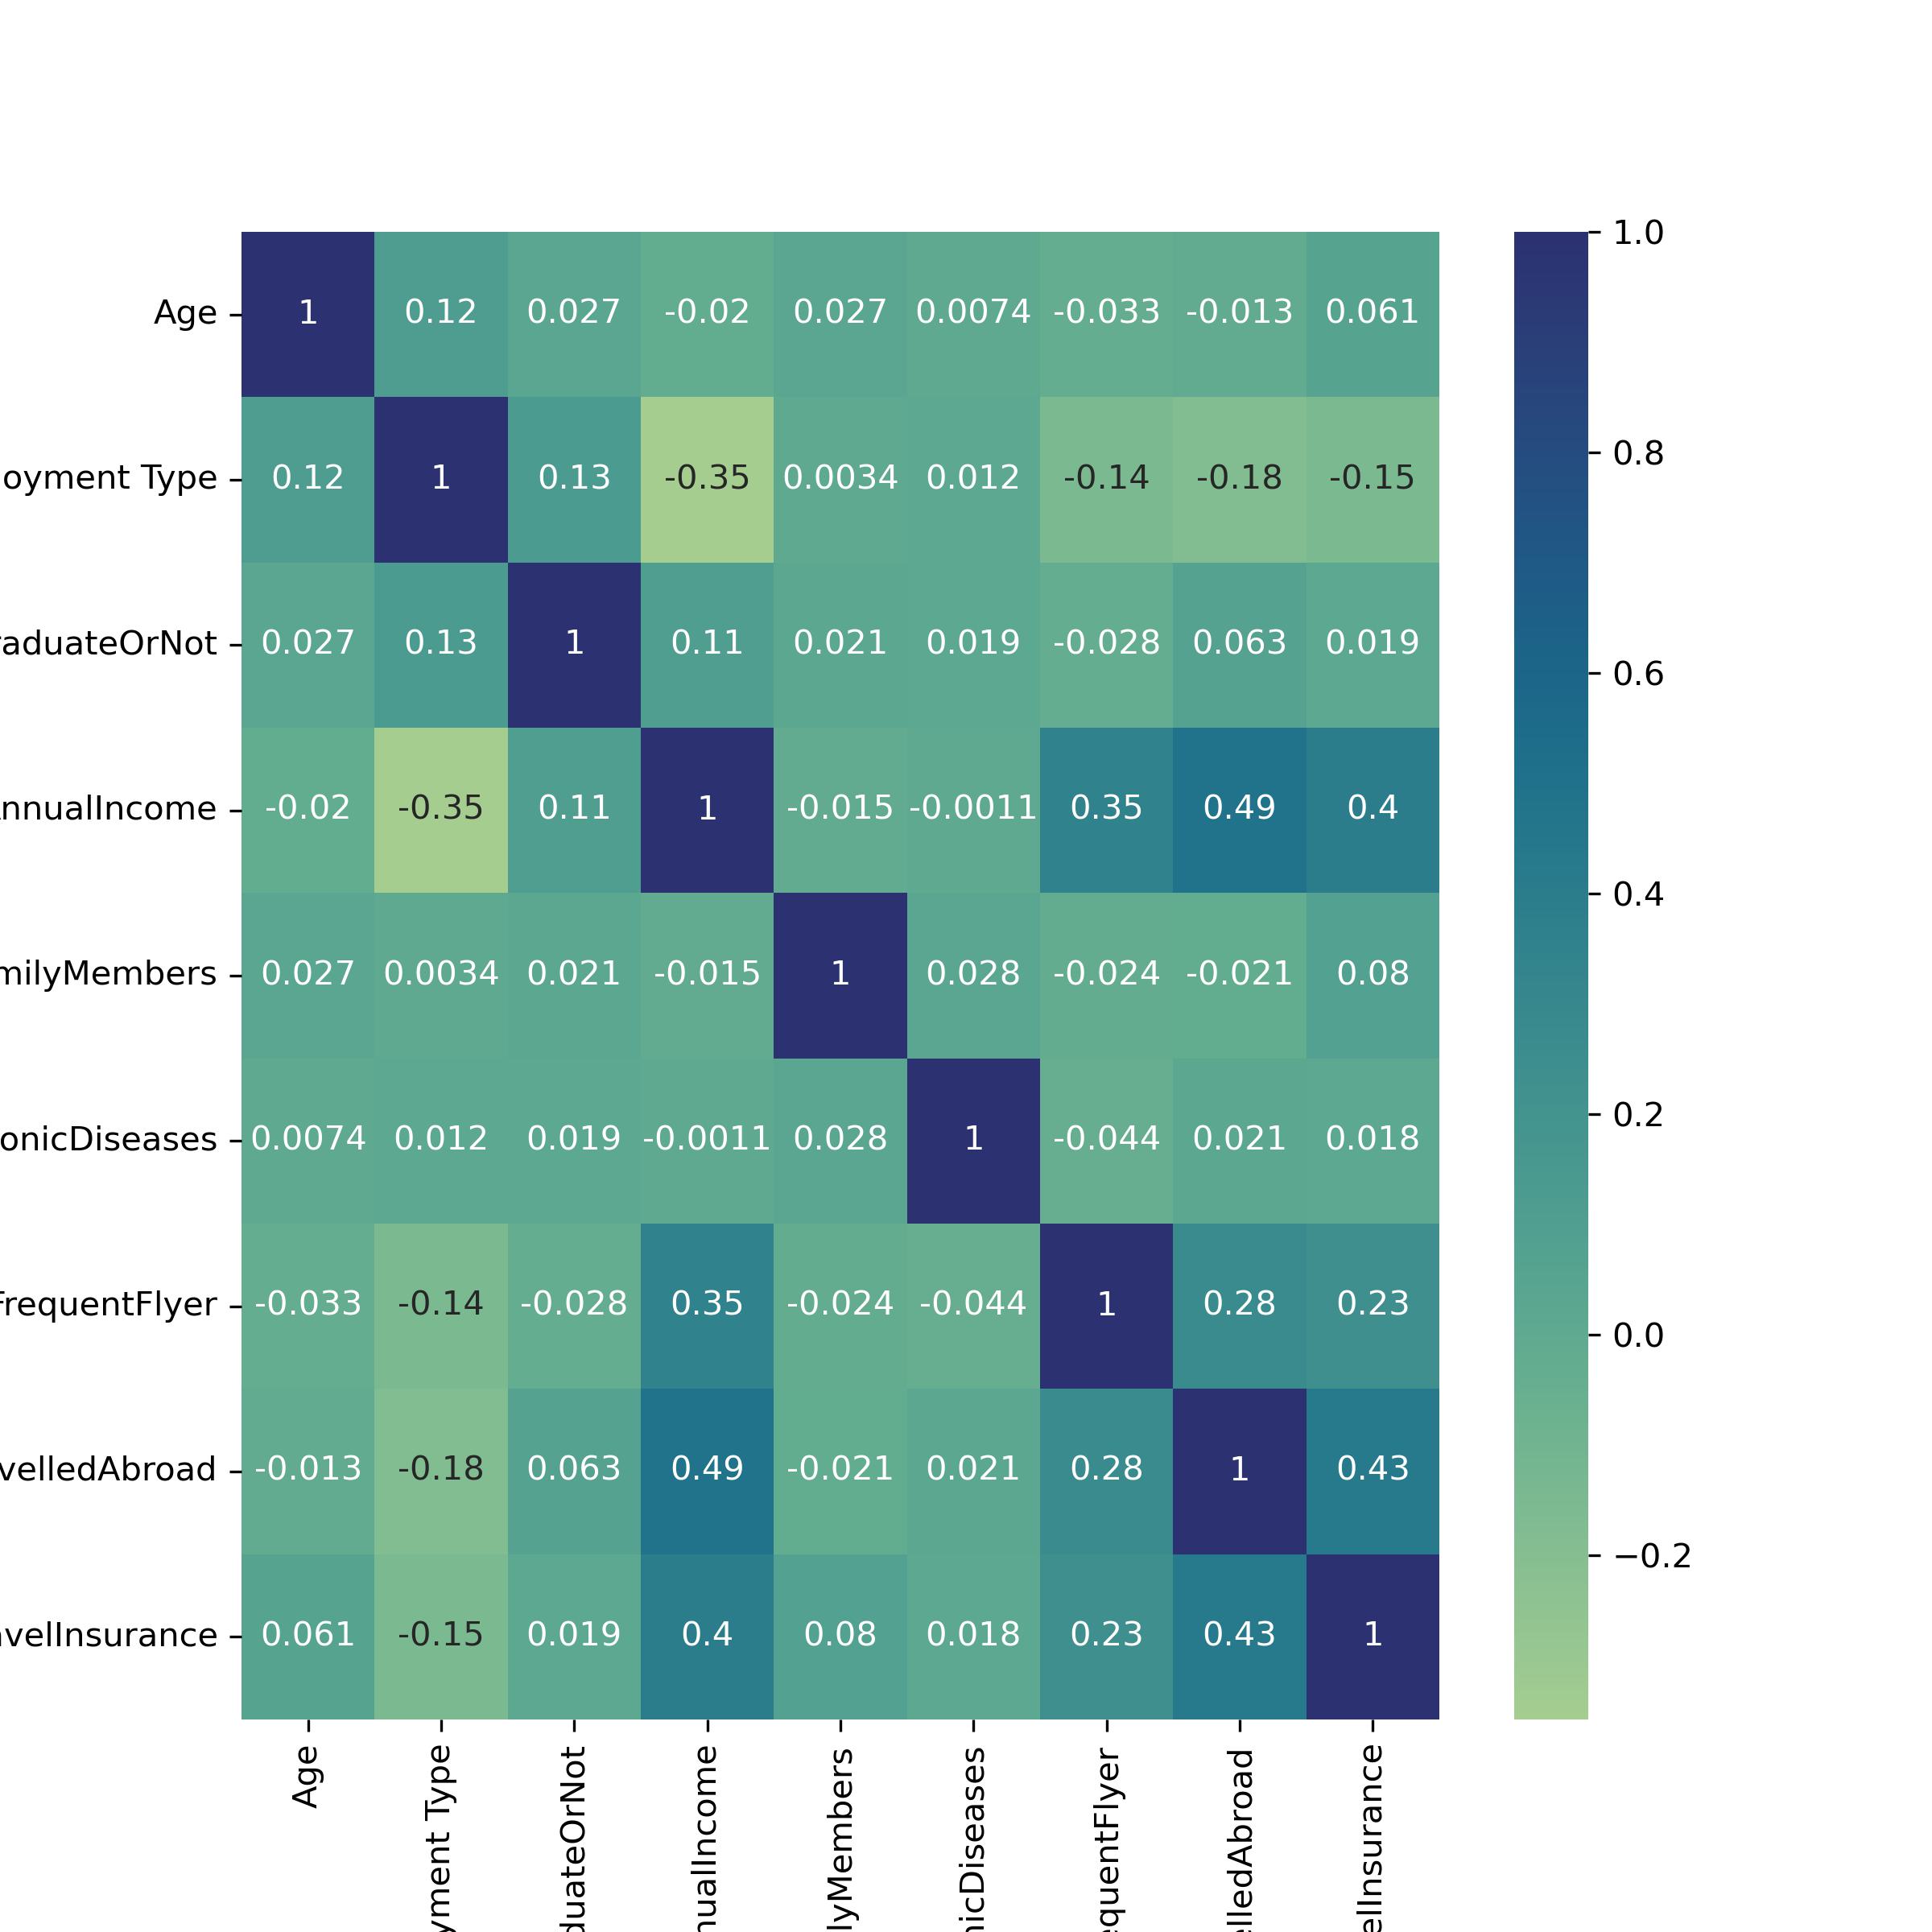 1.0
Age 1 0.12 0.027 -0.02 0.027 0.0074 -0.033 -0.013 0.061
0.8
oyment Type 0.12 1 0.13 -0.35 0.0034 0.012 -0.14 -0.18 -0.15
aduateOrNot 0.027 0.13 1 0.11 0.021 0.019 -0.028 0.063 0.019
0.6
nnualIncome -0.02 -0.35 0.11 1 -0.015 -0.0011 0.35 0.49 0.4
0.4
milyMembers 0.027 0.0034 0.021 -0.015 1 0.028 -0.024 -0.021 0.08
0.2
onicDiseases 0.0074 0.012 0.019 -0.0011 0.028 1 -0.044 0.021 0.018
FrequentFlyer -0.033 -0.14 -0.028 0.35 -0.024 -0.044 1 0.28 0.23
0.0
velledAbroad -0.013 -0.18 0.063 0.49 -0.021 0.021 0.28 1 0.43
−0.2
avelInsurance 0.061 -0.15 0.019 0.4 0.08 0.018 0.23 0.43 1
Age
yment Type
duateOrNot
nualIncome
lyMembers
nicDiseases
equentFlyer
elledAbroad
elInsurance